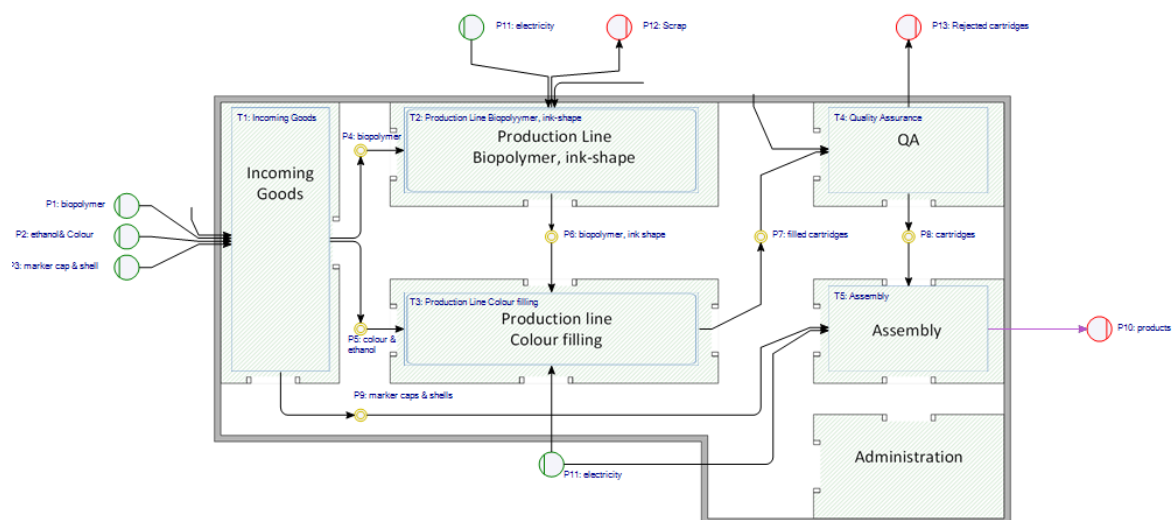 P11: electricity
P12: Scrap
P13: Rejected cartridges
T1: Incoming Goods
T2: Production Line Biopolyymer, ink-shape
T4: Quality Assurance
Production Line
Biopolymer, ink-shape
QA
P4: biopolymer
Incoming
Goods
P1: biopolymer
P2: ethanol& Colour
P3: marker cap & shell
P6: biopolymer, ink shape
P7: filled cartridges
P8: cartridges
T3: Production Line Colour filling
T5: Assembly
Production line
Colour filling
Assembly
P10: products
P5: colour &
ethanol
P9: marker caps & shells
Administration
P11: electricity